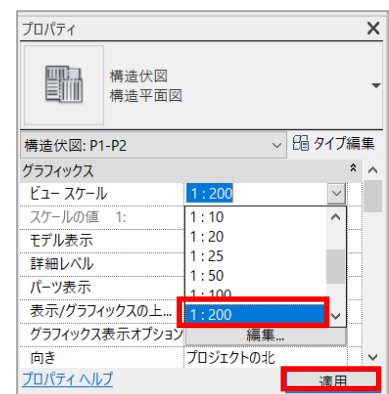 プロパティ
構造伏図
構造平面図
構造伏図: P1-P2
タイプ編集
グラフィックス
ビュー スケール 1 : 200
スケールの値 1: 1 : 10
モデル表示 1 : 20
詳細レベル 1 : 25
パーツ表示 1 : 50
1 : 100
表示/グラフィックスの上... 1 : 200
グラフィックス表示オプション 編集...
向き プロジェクトの北
プロパティ ヘルプ 適用